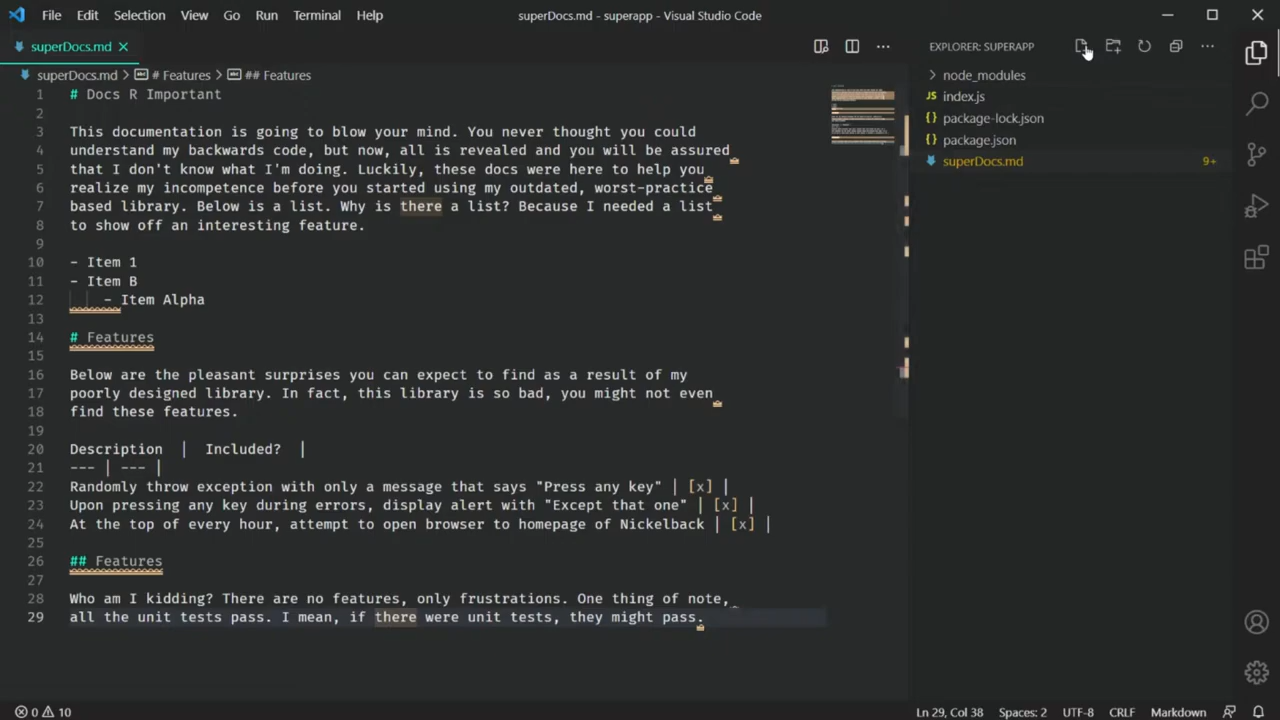 File Edit Selection View Go Run Terminal Help superDocs.md - superapp - Visual Studio Code
superDocs.md
superDocs.md # Features ## Features
1 # Docs R Important
2
3 This documentation is going to blow your mind. You never thought you could
4 understand my backwards code, but now, all is revealed and you will be assured
5 that I don't know what I'm doing. Luckily, these docs were here to help you
6 realize my incompetence before you started using my outdated, worst-practice
7 based library. Below is a list. Why is there a list? Because I needed a list
8 to show off an interesting feature.
9
10 - Item 1
11 - Item B
12 - Item Alpha
13
14 # Features
15
16 Below are the pleasant surprises you can expect to find as a result of my
17 poorly designed library. In fact, this library is so bad, you might not even
18 find these features.
19
20 Description | Included? |
21 --- | --- |
22 Randomly throw exception with only a message that says "Press any key" | [x] |
23 Upon pressing any key during errors, display alert with "Except that one" | [x] |
24 At the top of every hour, attempt to open browser to homepage of Nickelback | [x] |
25
26 ## Features
27
28 Who am I kidding? There are no features, only frustrations. One thing of note,
29 all the unit tests pass. I mean, if there were unit tests, they might pass.
EXPLORER: SUPERAPP
node_modules
JS index.js
{} package-lock.json
{} package.json
superDocs.md 9+
0 10 Ln 29, Col 38 Spaces: 2 UTF-8 CRLF Markdown